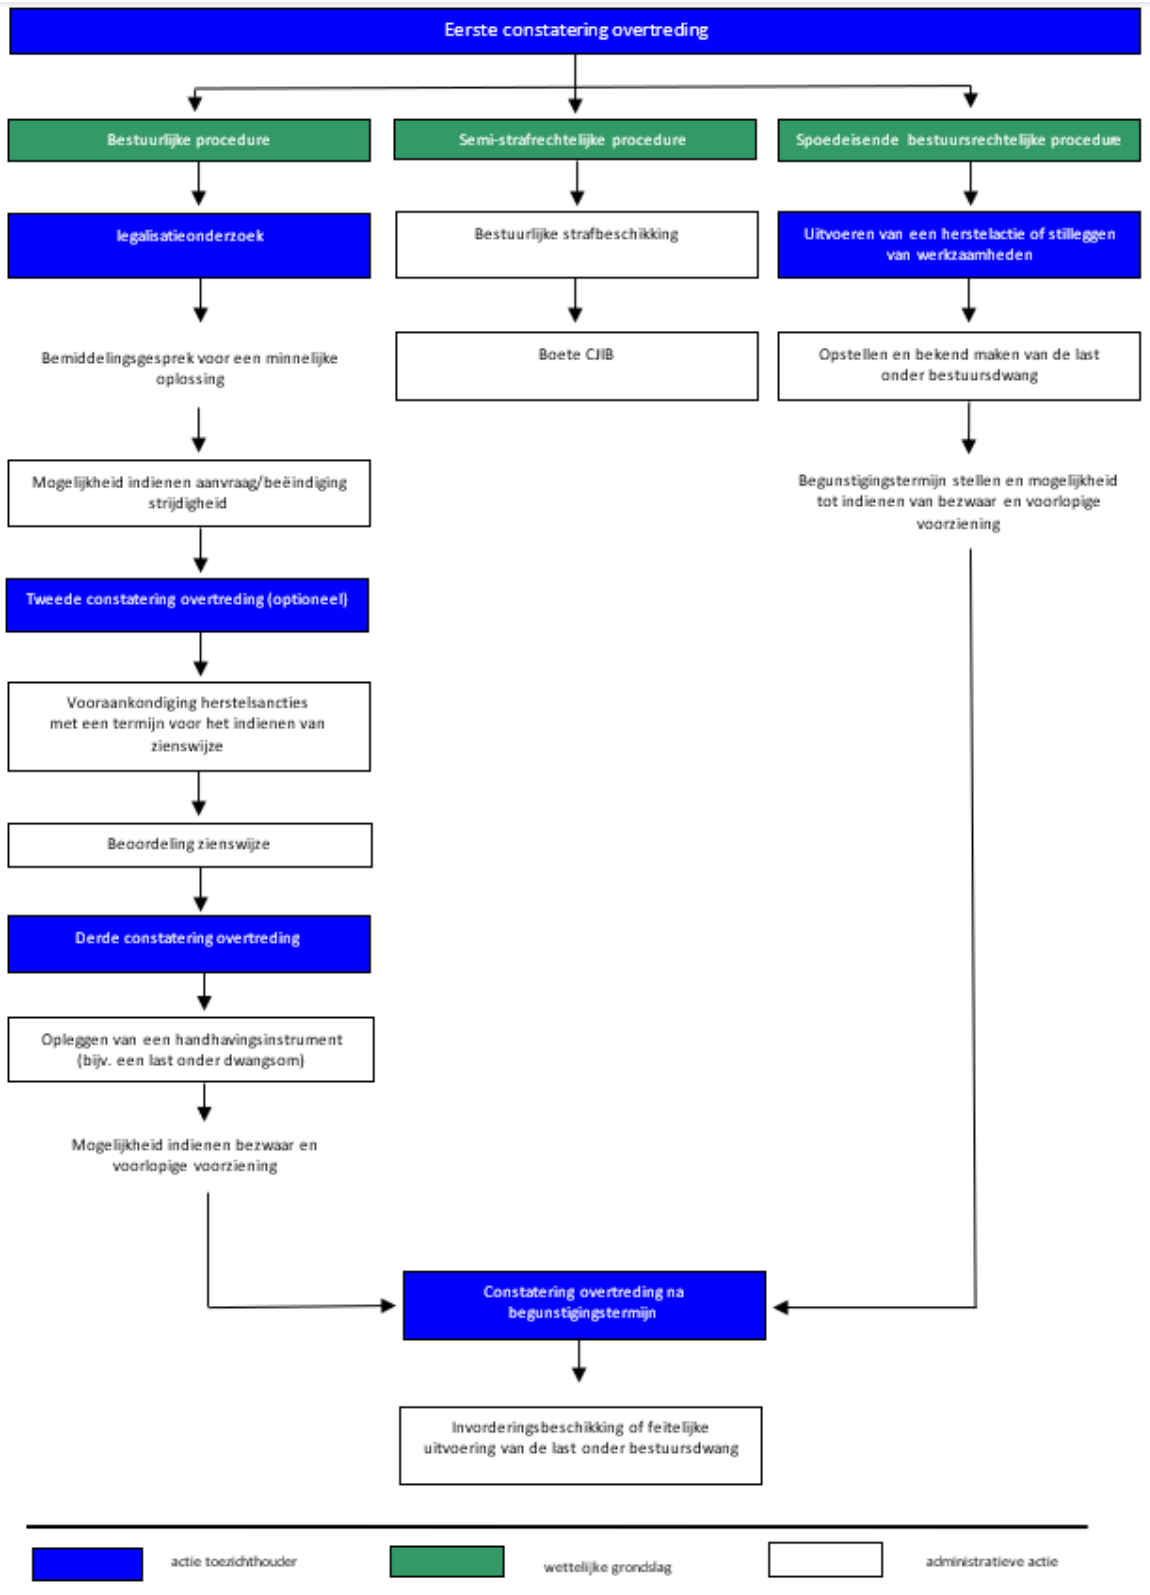 Eerste constatering overtreding
Bestuurlijke procedure
Semi-strafrechtelijke procedure
Spoedeisende bestuursrechtelijke procedure
legalisatieonderzoek
Bestuurlijke strafbeschikking
Uitvoeren van een herstelactie of stilleggen
van werkzaamheden
Bemiddelingsgesprek voor een minnelijke
oplossing
Boete CJIB
Opstellen en bekend maken van de last
onder bestuursdwang
Mogelijkheid indienen aanvraag/beëindiging
strijdigheid
Begunstigingstermijn stellen en mogelijkheid
tot indienen van bezwaar en voorlopige
voorziening
Tweede constatering overtreding (optioneel)
Vooraankondiging herstelsancties
met een termijn voor het indienen van
zienswijze
Beoordeling zienswijze
Derde constatering overtreding
Opleggen van een handhavingsinstrument
(bijv. een last onder dwangsom)
Mogelijkheid indienen bezwaar en
voorlopige voorziening
Constatering overtreding na
begunstigingstermijn
Invorderingsbeschikking of feitelijke
uitvoering van de last onder bestuursdwang
actie toezichthouder
wettelijke grondslag
administratieve actie